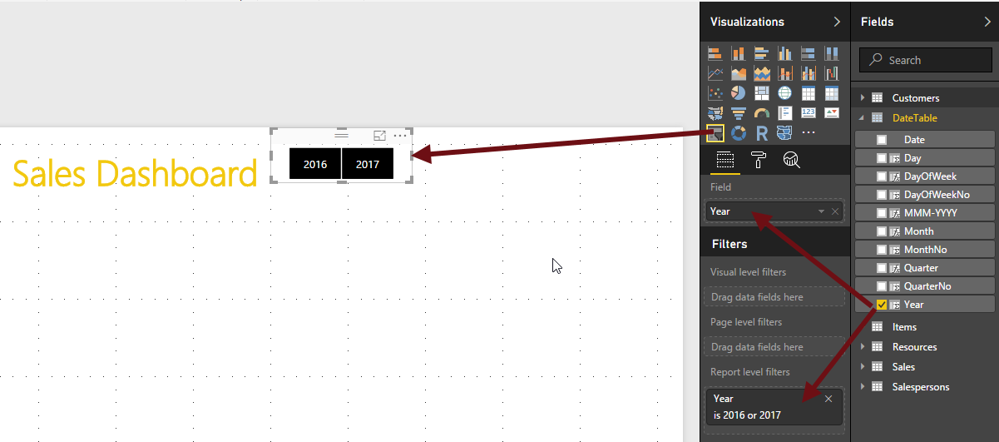 Sales Dashboard
2016
2017
Visualizations
R
123
Field
Year
Filters
Visual level filters
Drag data fields here
Page level filters
Drag data fields here
Report level filters
Year
is 2016 or 2017
Fields
Search
Customers
DateTable
Date
Day
DayOfWeek
DayOfWeekNo
MMM-YYYY
Month
MonthNo
Quarter
QuarterNo
Year
Items
Resources
Sales
Salespersons